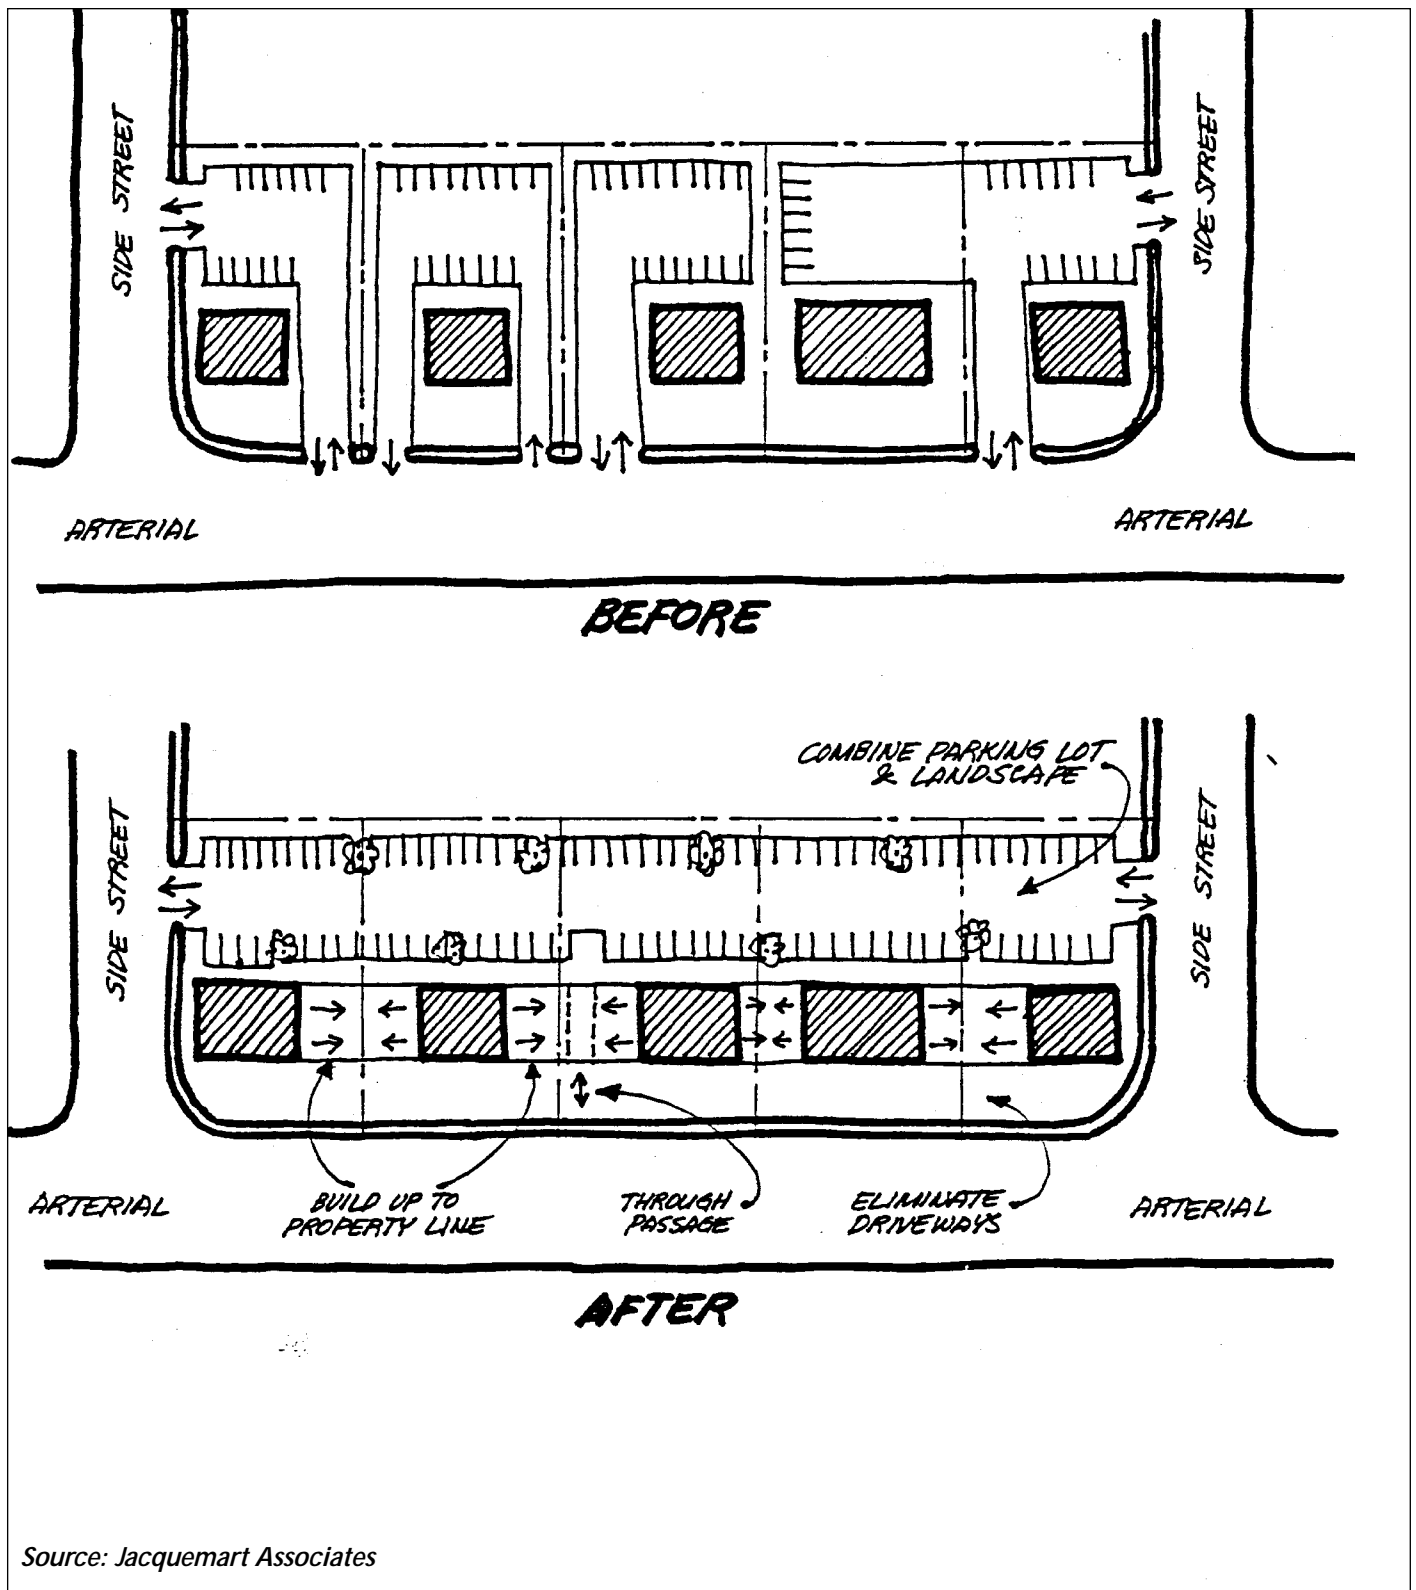 SIDE STREET
SIDE STREET
ARTERIAL
ARTERIAL
BEFORE
COMBINE PARKING LOT
& LANDSCAPE
SIDE STREET
SIDE STREET
ARTERIAL
BUILD UP TO
PROPERTY LINE
THROUGH
PASSAGE
ELIMINATE
DRIVEWAYS
ARTERIAL
AFTER
Source: Jacquemart Associates